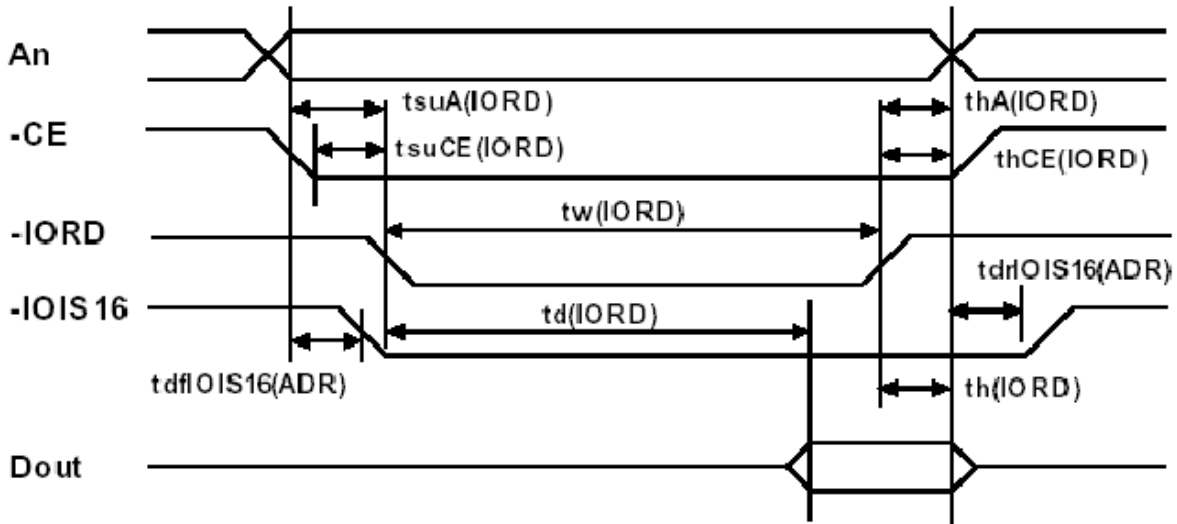 An
tsuA(IORD)
thA(IORD)
-CE
tsuCE(IORD)
thCE(IORD)
tw(IORD)
-IORD
tdrIOIS16(ADR)
-IOIS16
td(IORD)
tdfIOIS16(ADR)
th(IORD)
Dout